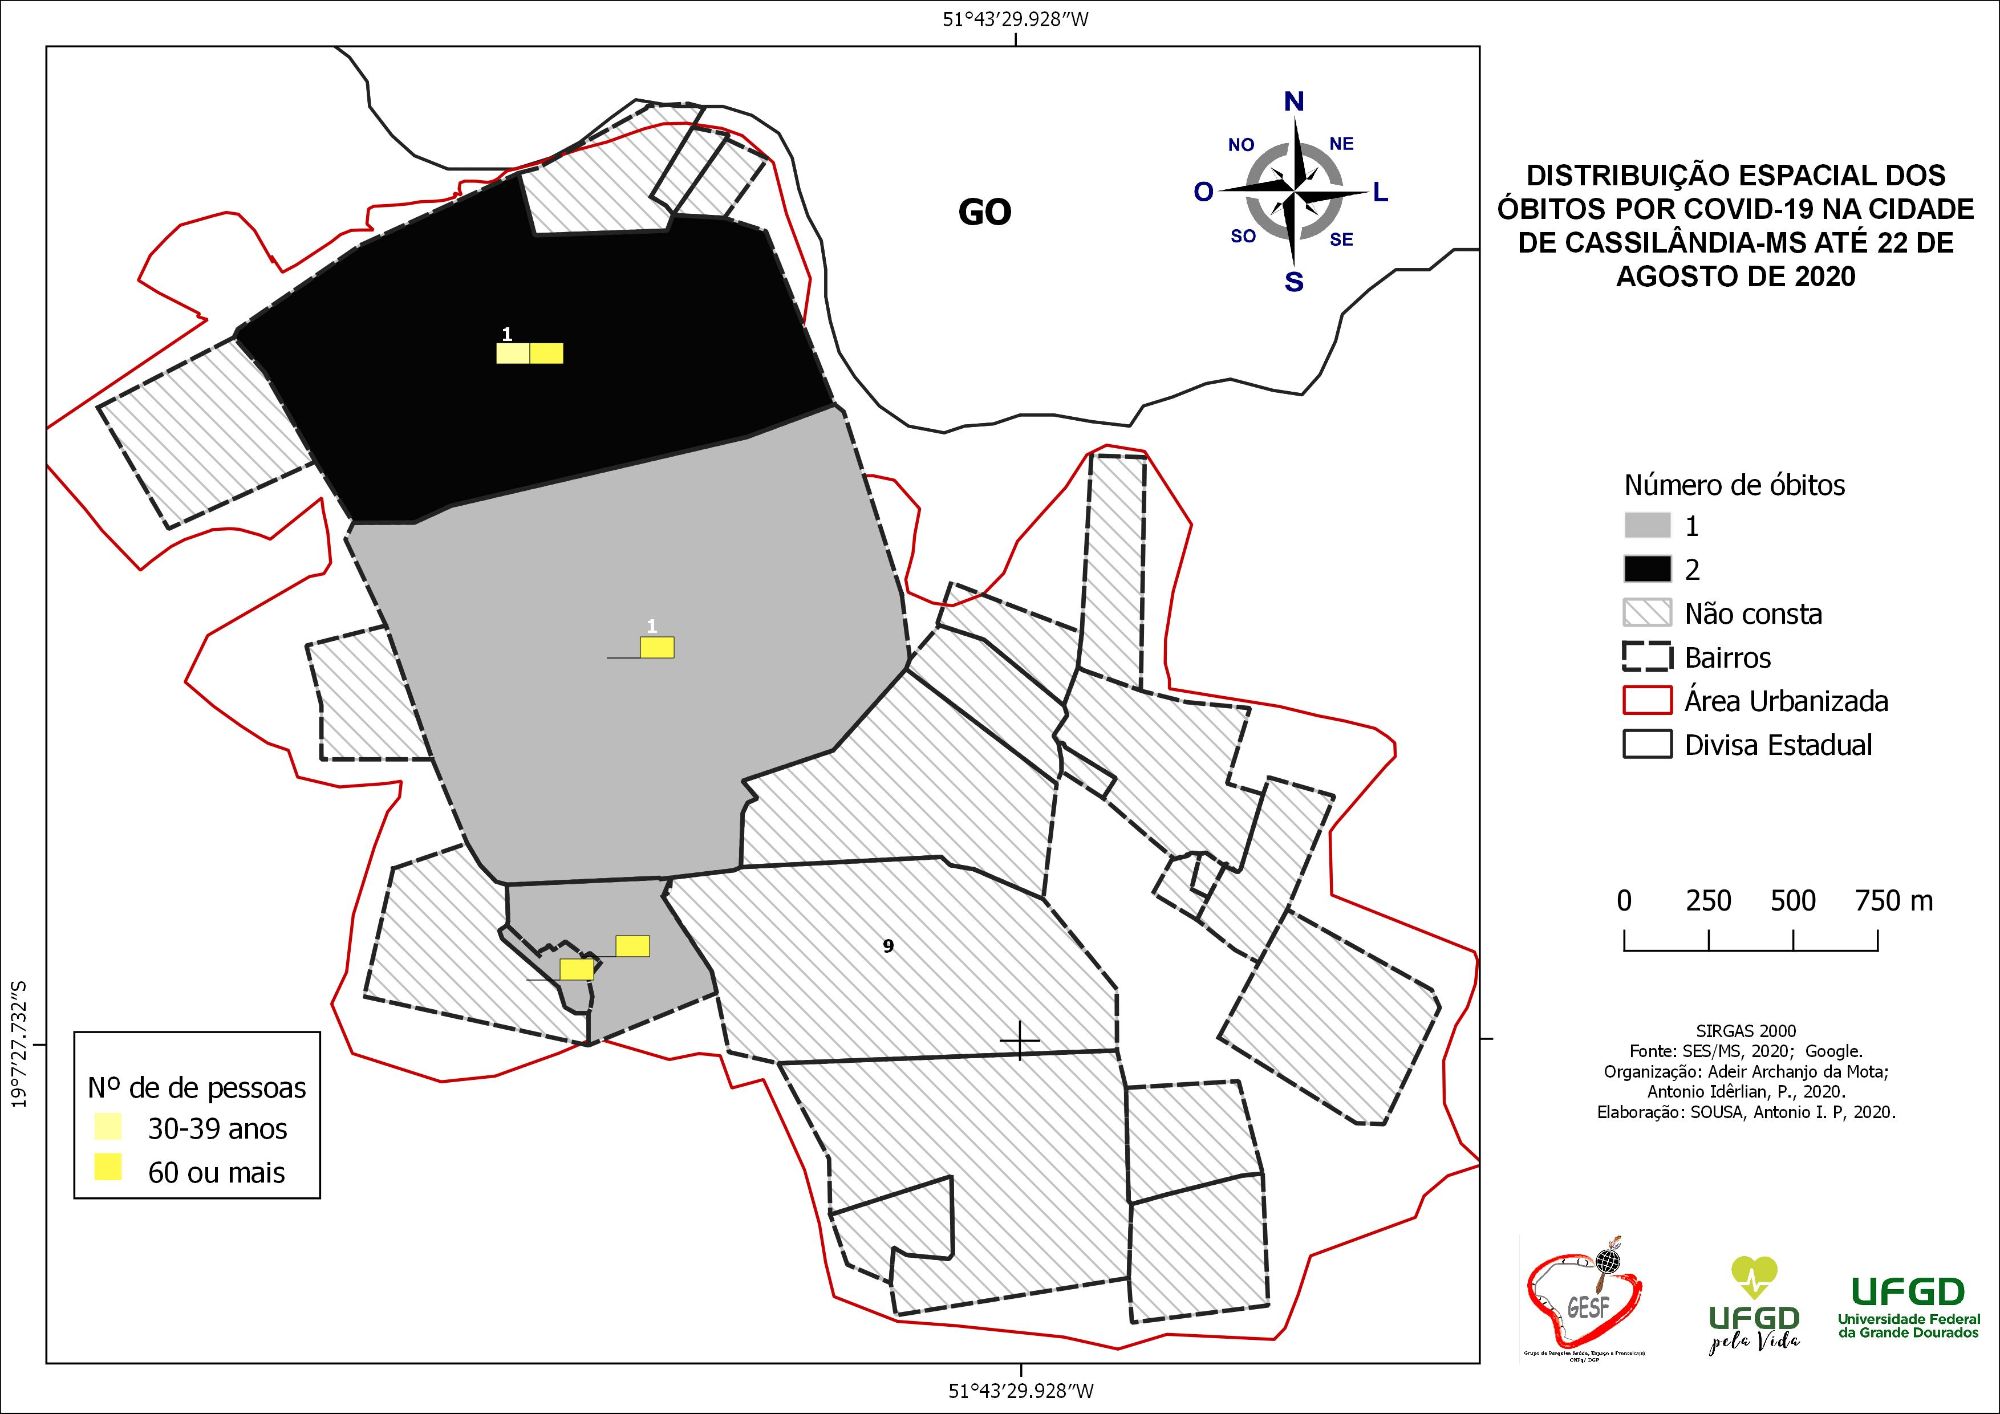 51°43′29.928″W
N
NO
NE
O
L
SO
SE
S
GO
DISTRIBUIÇÃO ESPACIAL DOS
ÓBITOS POR COVID-19 NA CIDADE
DE CASSILÂNDIA-MS ATÉ 22 DE
AGOSTO DE 2020
1
1
9
Número de óbitos
1
2
Não consta
Bairros
Área Urbanizada
Divisa Estadual
0 250 500 750 m
19°7′27.732″S
SIRGAS 2000
Fonte: SES/MS, 2020; Google.
Organização: Adeir Archanjo da Mota;
Antonio Idêrlian, P., 2020.
Elaboração: SOUSA, Antonio I. P, 2020.
Nº de de pessoas
30-39 anos
60 ou mais
GESF
UFGD
pela Vida
UFGD
Universidade Federal
da Grande Dourados
51°43′29.928″W